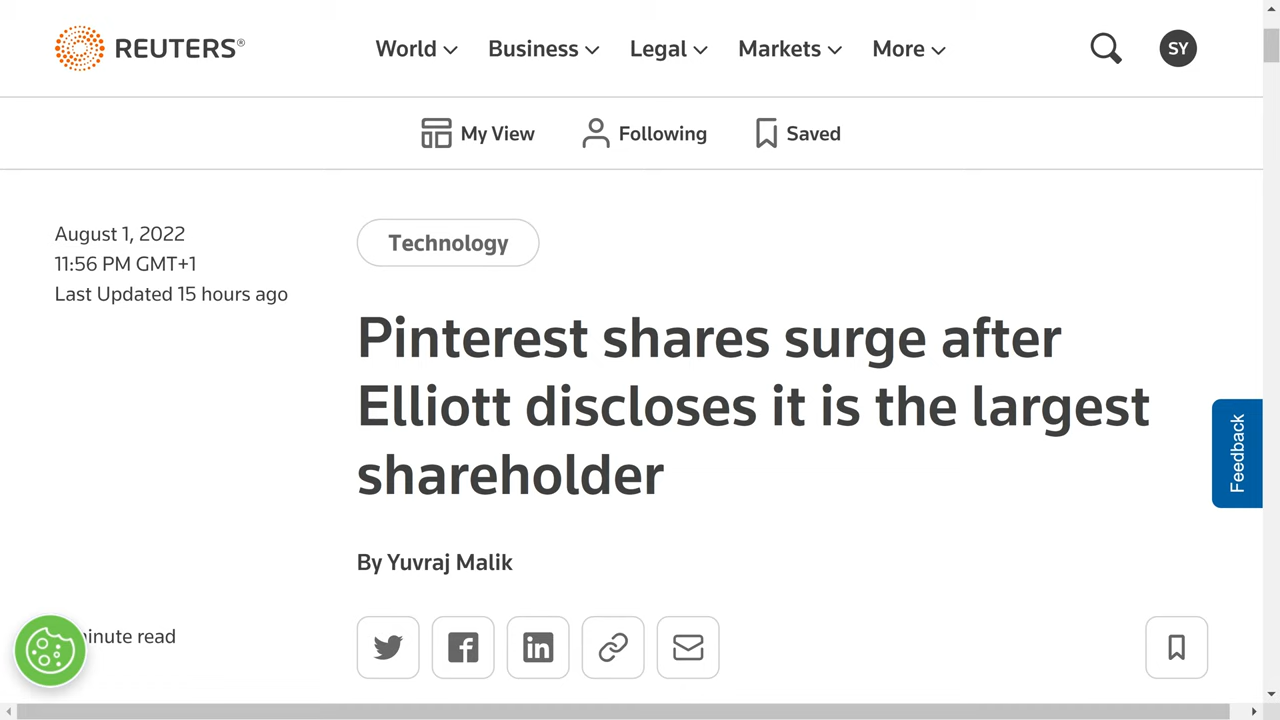 REUTERS®
World Business Legal Markets More
SY
My View Following Saved
August 1, 2022
11:56 PM GMT+1
Last Updated 15 hours ago
Technology
Pinterest shares surge after
Elliott discloses it is the largest
shareholder
Feedback
By Yuvraj Malik
read
in